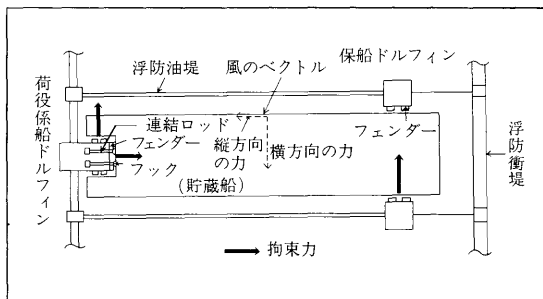 浮防油堤
風のベクトル
保船ドルフィン
荷役係船ドルフィン
連結ロッド
フェンダー
フック
(貯蔵船)
縦方向
の力
横方向の力
フェンダー
浮防衝堤
拘束力